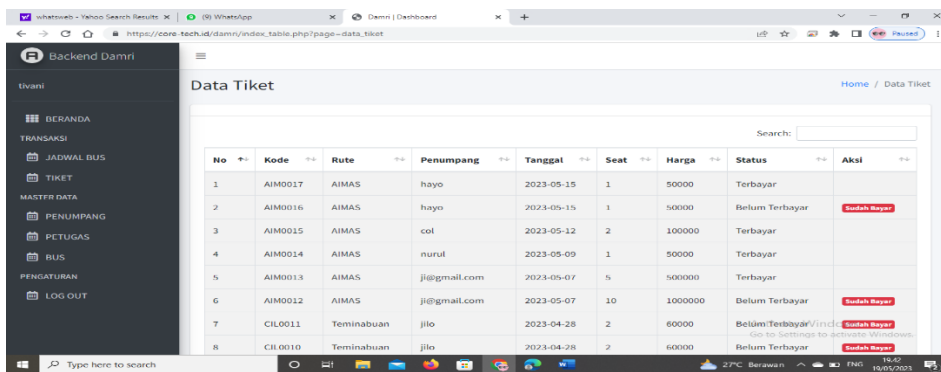 whatsweb - Yahoo Search Results
(9) WhatsApp
Damri | Dashboard
https://core-tech.id/damri/index_table.php?page=data_tiket
Paused
Backend Damri
tivani
BERANDA
TRANSAKSI
JADWAL BUS
TIKET
MASTER DATA
PENUMPANG
PETUGAS
BUS
PENGATURAN
LOG OUT
Data Tiket
Home / Data Tiket
Search:
No Kode Rute Penumpang Tanggal Seat Harga Status Aksi
1 AIM0017 AIMAS hayo 2023-05-15 1 50000 Terbayar
2 AIM0016 AIMAS hayo 2023-05-15 1 50000 Belum Terbayar Sudah Bayar
3 AIM0015 AIMAS col 2023-05-12 2 100000 Terbayar
4 AIM0014 AIMAS nurul 2023-05-09 1 50000 Terbayar
5 AIM0013 AIMAS ji@gmail.com 2023-05-07 5 500000 Terbayar
6 AIM0012 AIMAS ji@gmail.com 2023-05-07 10 1000000 Belum Terbayar Sudah Bayar
7 CIL0011 Teminabuan jilo 2023-04-28 2 60000 Belum Terbayar Sudah Bayar
Go to Settings to activate Windows.
8 CIL0010 Teminabuan jilo 2023-04-28 2 60000 Belum Terbayar Sudah Bayar
Type here to search
27°C Berawan
ENG
19.42
19/05/2023